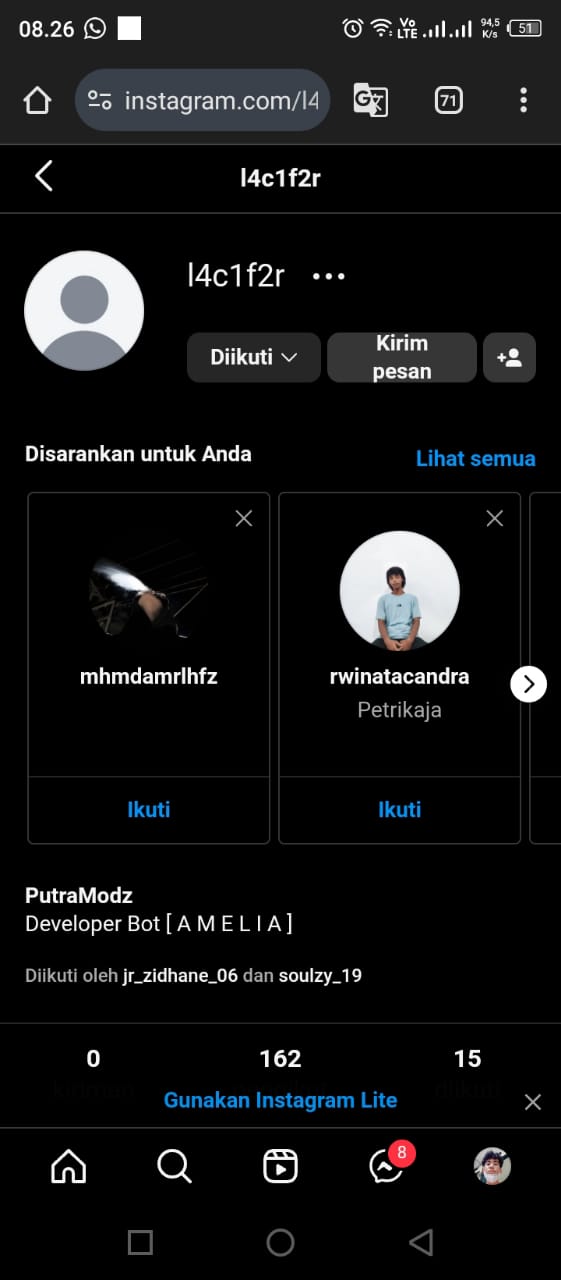 08.26
Vo LTE
94,5 K/s
51
instagram.com/l4
71
l4c1f2r
l4c1f2r
Diikuti
Kirim
pesan
Disarankan untuk Anda
Lihat semua
mhmdamrlhfz
rwinatacandra
Petrikaja
Ikuti
Ikuti
PutraModz
Developer Bot [ A M E L I A ]
Diikuti oleh jr_zidhane_06 dan soulzy_19
0 162 15
Gunakan Instagram Lite
8